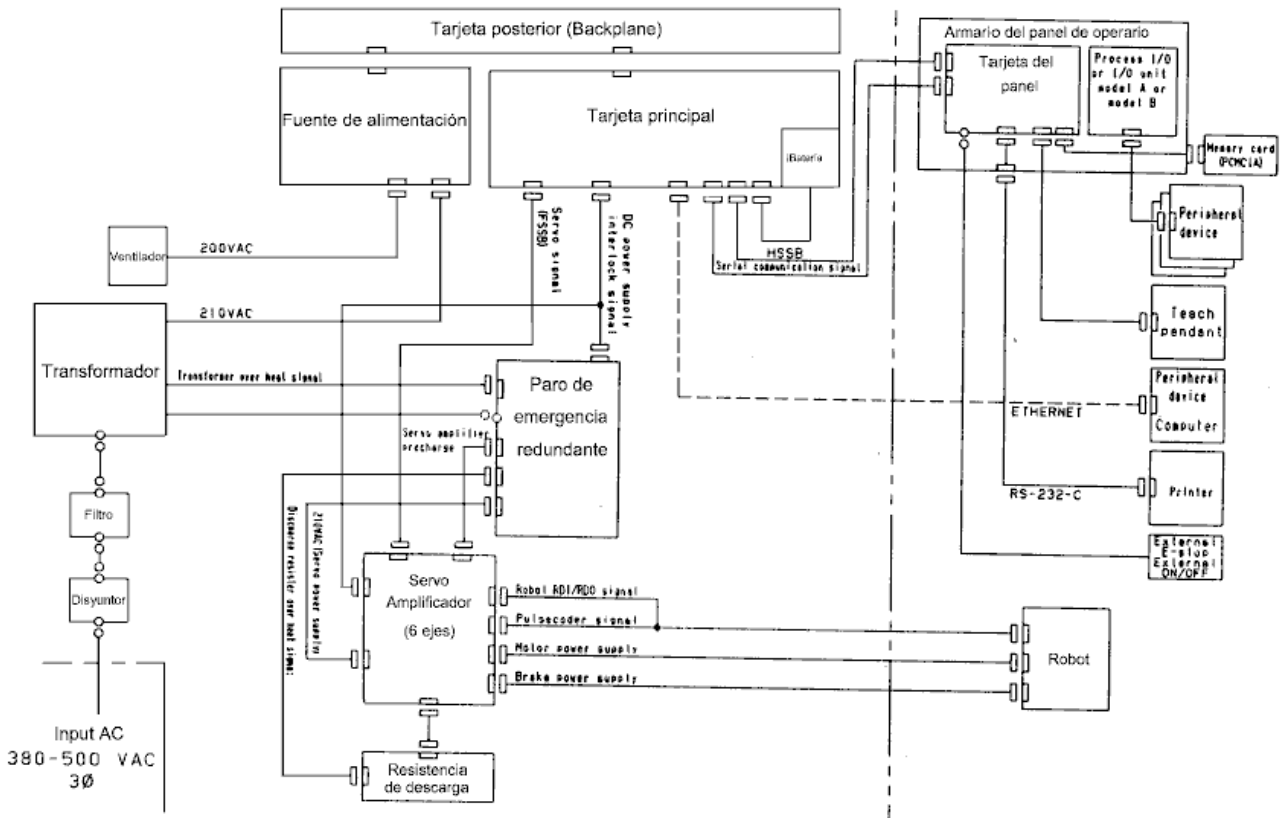 Tarjeta posterior (Backplane)
Armario del panel de operario
Tarjeta del
panel
Process I/O
or I/O unit
model A or
model B
Fuente de alimentación
Tarjeta principal
iBatería
Memory card
(PCMCIA)
Servo signal
(FSSB)
DC power supply
interlock signal
HSSB
Serial communication signal
Peripheral
device
Ventilador
200VAC
210VAC
Teach
pendant
Transformador
Transformer over heat signal
Paro de
emergencia
redundante
Peripheral
device
Computer
ETHERNET
Servo amplifier
precharge
RS-232-C
Printer
Filtro
Discharge resister over heat signal
210VAC(Servo power supply)
External
E-stop
External
ON/OFF
Servo
Amplificador
(6 ejes)
Robot RDI/RDO signal
Pulsecoder signal
Motor power supply
Brake power supply
Robot
Disyuntor
Input AC
380-500 VAC
3Ø
Resistencia
de descarga